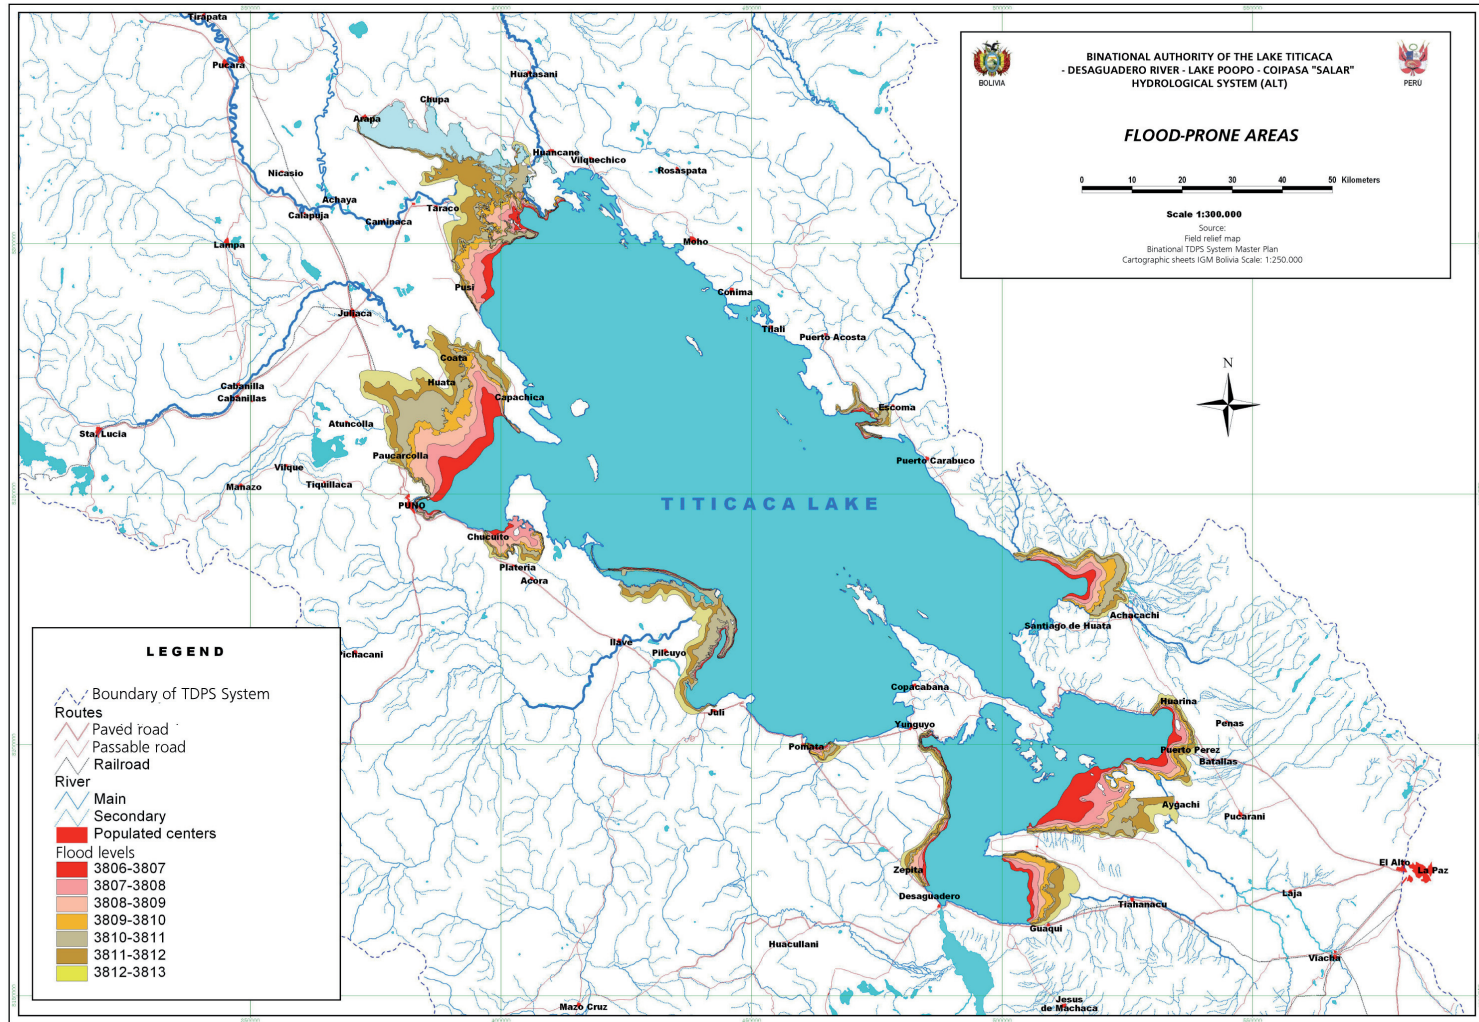 Tirapata
Pucará
Huatasani
Chupa
Arapa
Huancane
Vilquechico
Rosaspata
Nicasio
Achaya
Calapuja
Caminaca
Taraco
Lampa
Moho
Pusi
Conima
Juliaca
Tilali
Puerto Acosta
Coata
Huata
Cabanilla
Cabanillas
Capachica
Escoma
Atuncolla
Sta. Lucia
Paucarcolla
Vilque
Puerto Carabuco
Manazo
Tiquillaca
PUNO
TITICACA LAKE
Chucuito
Plateria
Acora
Achacachi
Santiago de Huata
Ilave
Pilcuyo
Pichacani
Copacabana
Juli
Huarina
Yunguyo
Penas
Pomata
Puerto Perez
Batallas
Aygachi
Pucarani
El Alto
La Paz
Zepita
Desaguadero
Laja
Tiahanacu
Guaqui
Huacullani
Viacha
Mazo Cruz
Jesus
de Machaca
BOLIVIA
PERÚ
BINATIONAL AUTHORITY OF THE LAKE TITICACA
- DESAGUADERO RIVER - LAKE POOPO - COIPASA "SALAR"
HYDROLOGICAL SYSTEM (ALT)
FLOOD-PRONE AREAS
0 10 20 30 40 50 Kilometers
Scale 1:300.000
Source:
Field relief map
Binational TDPS System Master Plan
Cartographic sheets IGM Bolivia Scale: 1:250.000
N
LEGEND
Boundary of TDPS System
Routes
Paved road
Passable road
Railroad
River
Main
Secondary
Populated centers
Flood levels
3806-3807
3807-3808
3808-3809
3809-3810
3810-3811
3811-3812
3812-3813